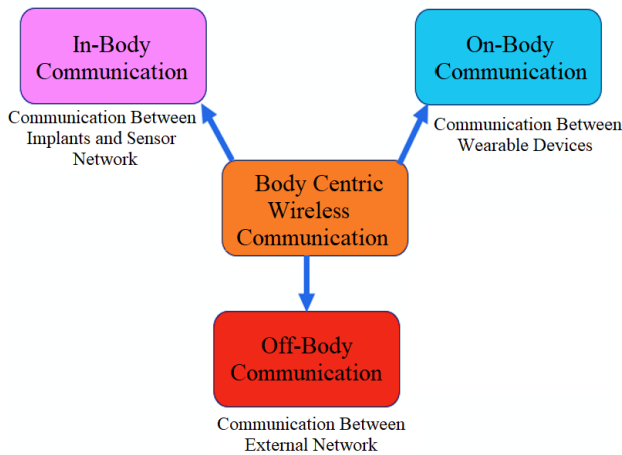 In-Body
Communication
Communication Between
Implants and Sensor
Network
On-Body
Communication
Communication Between
Wearable Devices
Body Centric
Wireless
Communication
Off-Body
Communication
Communication Between
External Network